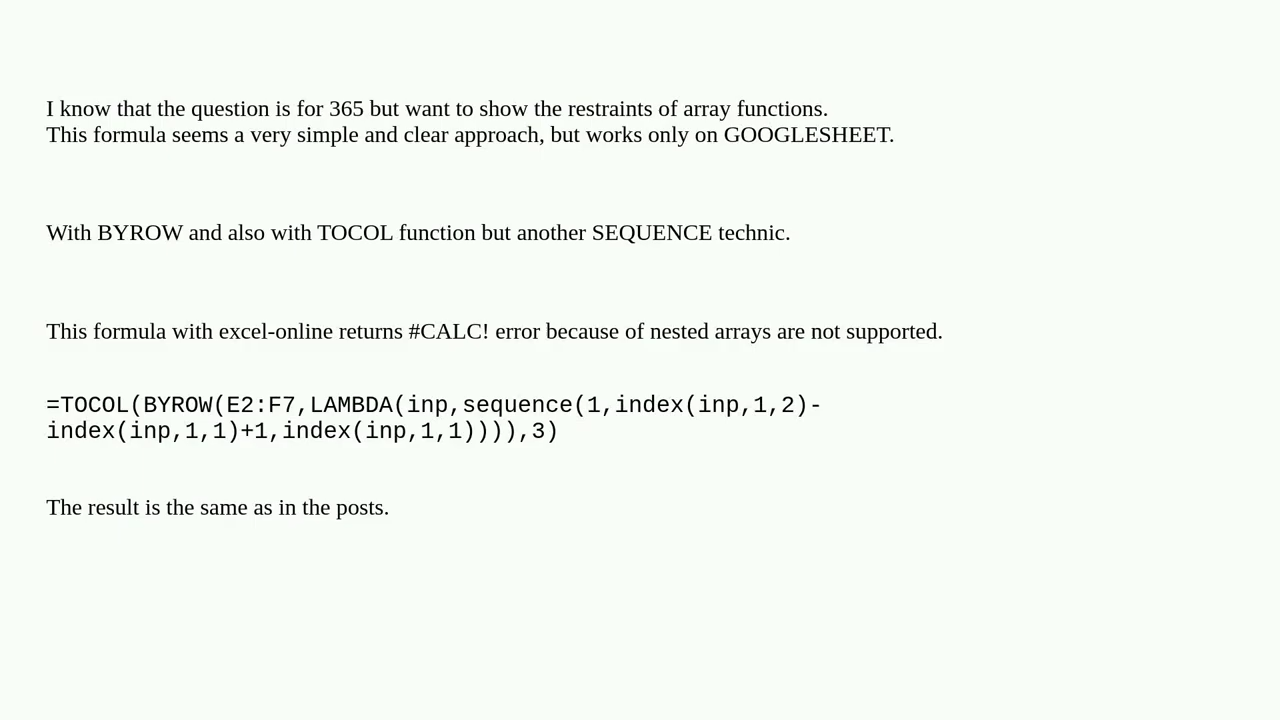 I know that the question is for 365 but want to show the restraints of array functions.
This formula seems a very simple and clear approach, but works only on GOOGLESHEET.
With BYROW and also with TOCOL function but another SEQUENCE technic.
This formula with excel-online returns #CALC! error because of nested arrays are not supported.
=TOCOL(BYROW(E2:F7,LAMBDA(inp,sequence(1,index(inp,1,2)-
index(inp,1,1)+1,index(inp,1,1)))),3)
The result is the same as in the posts.